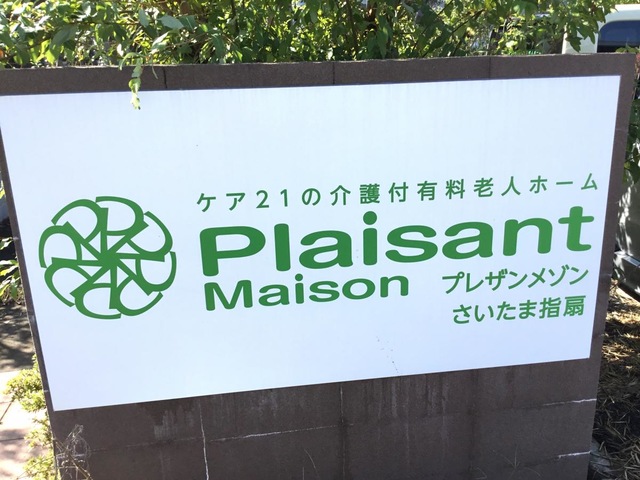 ケア21の介護付有料老人ホーム
Plaisant
Maison プレザンメゾン
さいたま指扇